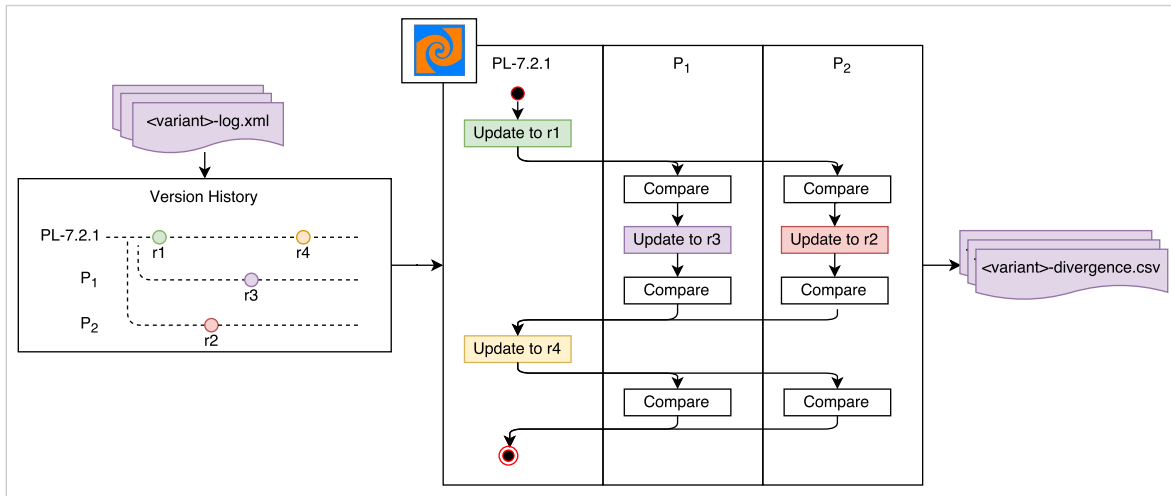 <variant>-log.xml
Version History
PL-7.2.1
r1
r4
P1
r3
P2
r2
PL-7.2.1
P1
P2
Update to r1
Compare
Compare
Update to r3
Update to r2
Compare
Compare
Update to r4
Compare
Compare
<variant>-divergence.csv